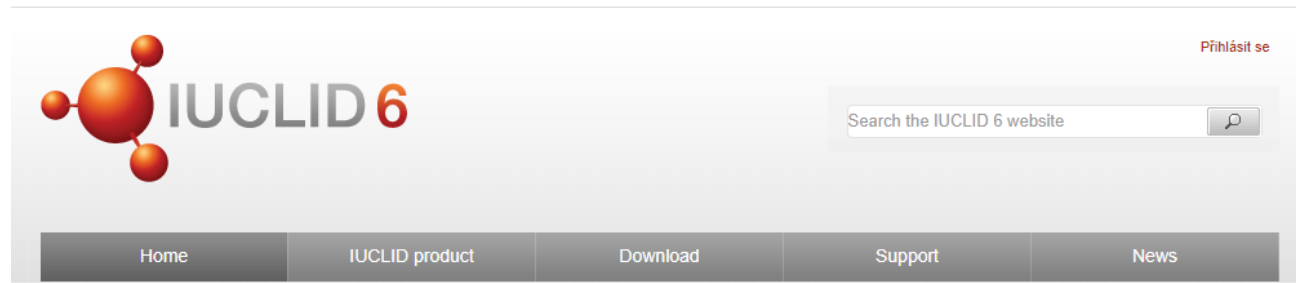 Přihlásit se
IUCLID 6
Search the IUCLID 6 website
Home IUCLID product Download Support News